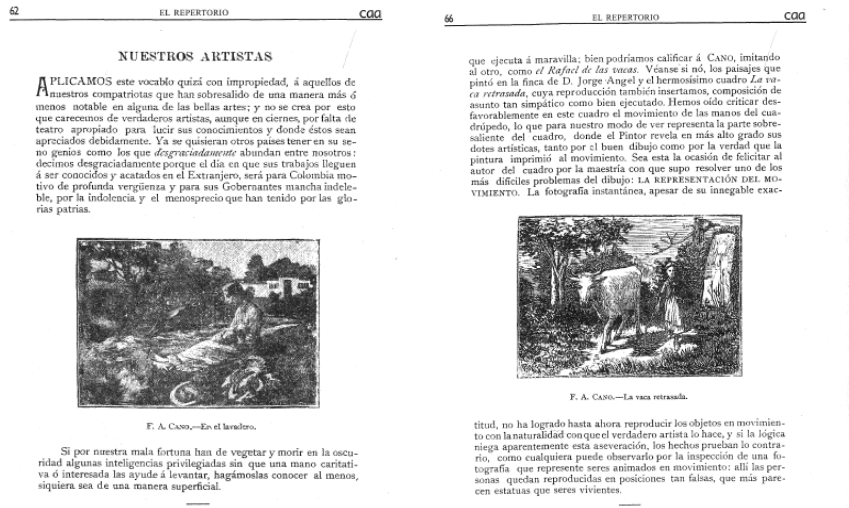 62
EL REPERTORIO
caa
NUESTROS ARTISTAS
APLICAMOS este vocablo quizá con impropiedad, á aquellos de
nuestros compatriotas que han sobresalido de una manera más ó
menos notable en alguna de las bellas artes; y no se crea por esto
que carecemos de verdaderos artistas, aunque en ciernes, por falta de
teatro apropiado para lucir sus conocimientos y donde éstos sean
apreciados debidamente. Ya se quisieran otros paises tener en su se-
no genios como los que desgraciadamente abundan entre nosotros:
decimos desgraciadamente porque el día en que sus trabajos lleguen
á ser conocidos y acatados en el Extranjero, será para Colombia mo-
tivo de profunda vergüenza y para sus Gobernantes mancha indele-
ble, por la indolencia y el menosprecio que han tenido por las glo-
rias patrias.
F. A. CANO.—En el lavadero.
Si por nuestra mala fortuna han de vegetar y morir en la oscu-
ridad algunas inteligencias privilegiadas sin que una mano caritati-
va ó interesada las ayude á levantar, hagámoslas conocer al menos,
siquiera sea de una manera superficial.
66
EL REPERTORIO
caa
que ejecuta á maravilla; bien podríamos calificar á CANO, imitando
al otro, como el Rafael de las vacas. Véanse si nó, los paisajes que
pintó en la finca de D. Jorge Angel y el hermosísimo cuadro La va-
ca retrasada, cuya reproducción también insertamos, composición de
asunto tan simpático como bien ejecutado. Hemos oído criticar des-
favorablemente en este cuadro el movimiento de las manos del cua-
drúpedo, lo que para nuestro modo de ver representa la parte sobre-
saliente del cuadro, donde el Pintor revela en más alto grado sus
dotes artísticas, tanto por el buen dibujo como por la verdad que la
pintura imprimió al movimiento. Sea esta la ocasión de felicitar al
autor del cuadro por la maestría con que supo resolver uno de los
más difíciles problemas del dibujo: LA REPRESENTACIÓN DEL MO-
VIMIENTO. La fotografía instantánea, apesar de su innegable exac-
F. A. CANO.—La vaca retrasada.
titud, no ha logrado hasta ahora reproducir los objetos en movimien-
to con la naturalidad con que el verdadero artista lo hace, y si la lógica
niega aparentemente esta aseveración, los hechos prueban lo contra-
rio, como cualquiera puede observarlo por la inspección de una fo-
tografía que represente seres animados en movimiento: allí las per-
sonas quedan reproducidas en posiciones tan falsas, que más pare-
cen estatuas que seres vivientes.